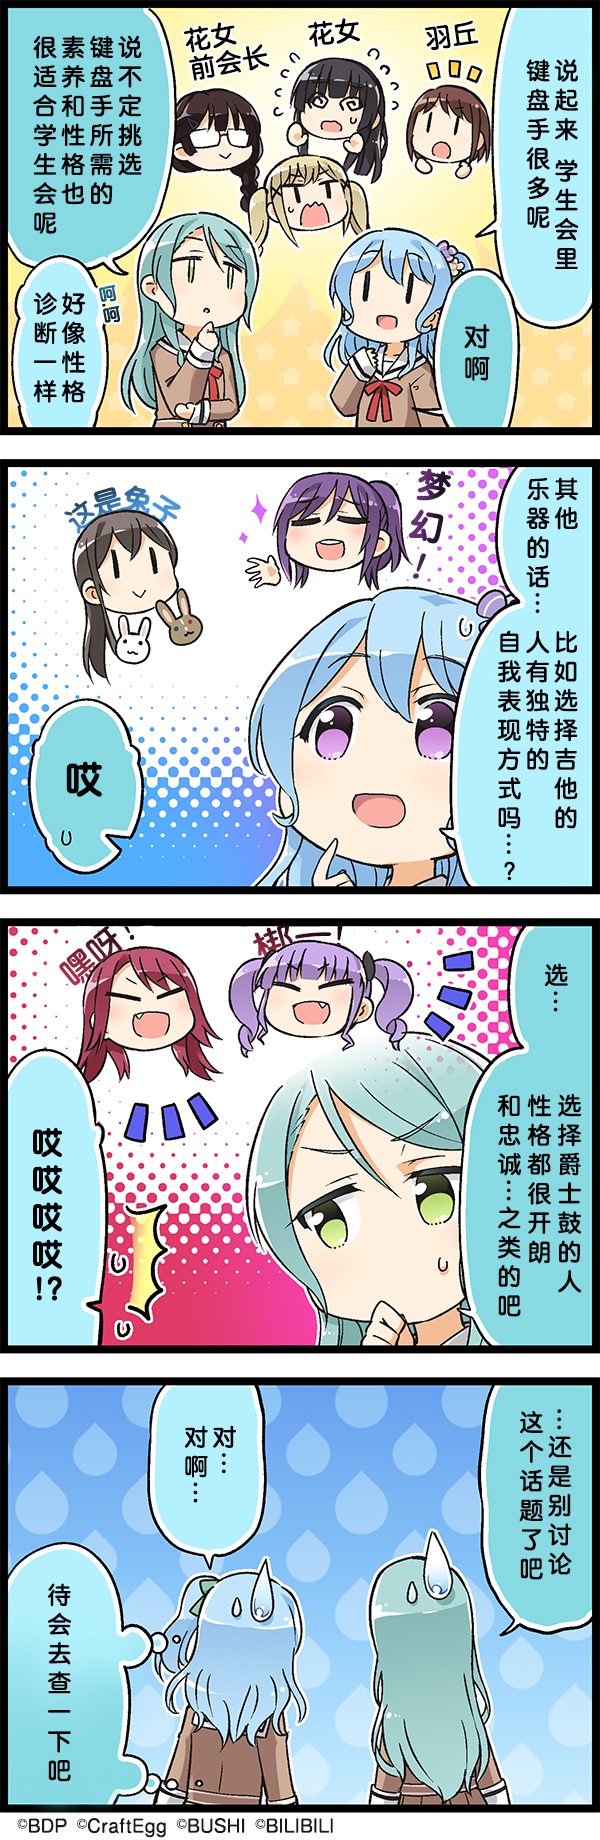 说起来 学生会里
键盘手很多呢
羽丘
花女
花女
前会长
说不定挑选
键盘手所需的
素养和性格也
很适合学生会呢
对啊
呵呵
好像性格
诊断一样
其他
乐器的话…
比如选择吉他的
人有独特的
自我表现方式吗…?
梦幻!
这是兔子
哎
选…
选择爵士鼓的人
性格都很开朗
和忠诚…之类的吧
梆一!
嘿呀!
哎哎哎哎!?
…还是别讨论
这个话题了吧
对…
对啊…
待会去查一下吧
©BDP ©CraftEgg ©BUSHI ©BILIBILI